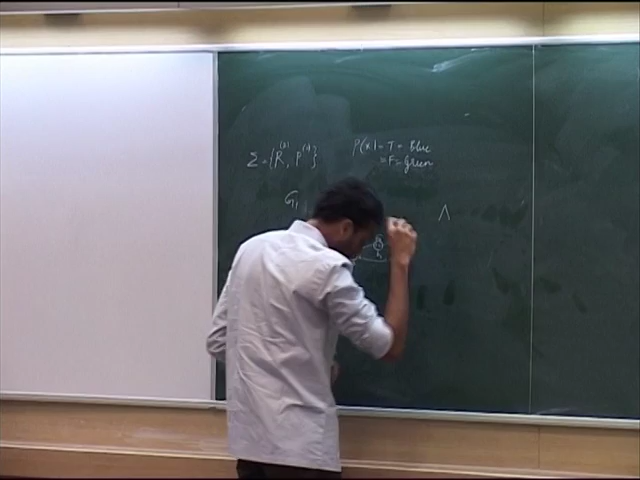 Σ = {R⁽²⁾, P⁽¹⁾}
P(x) = T = Blue
= F = Green
G₁
Λ